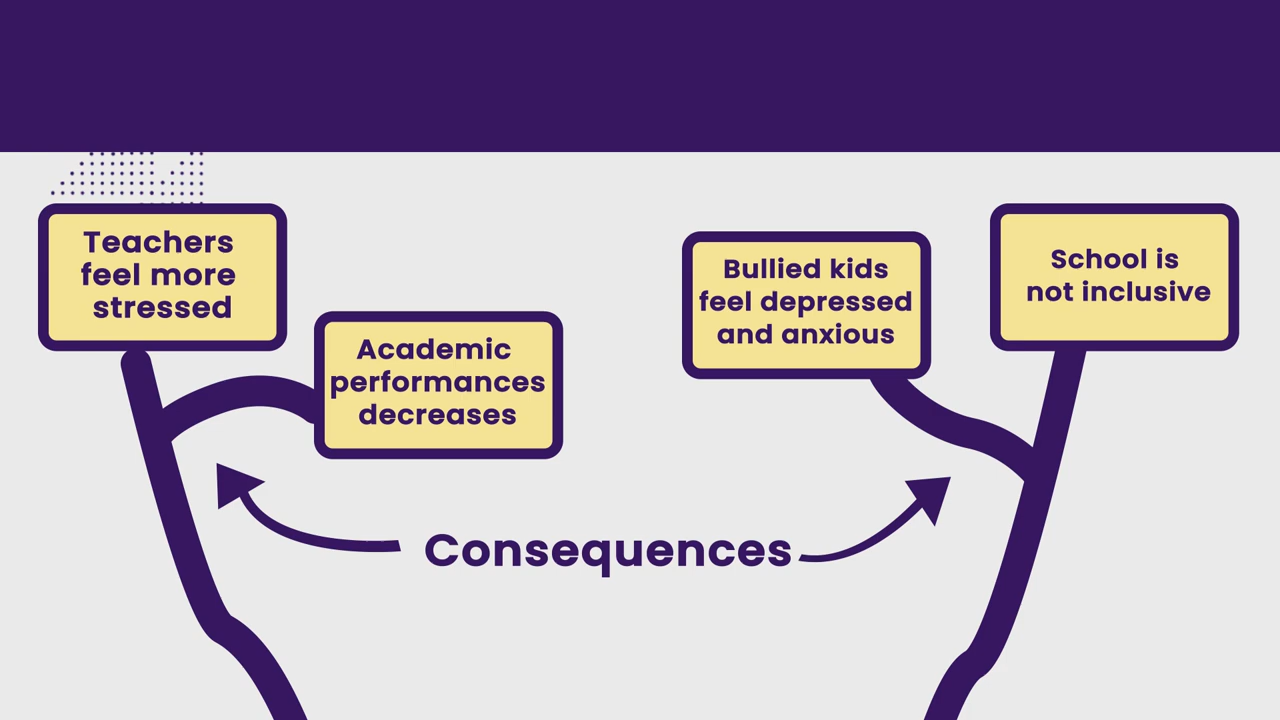 Teachers
feel more
stressed
Academic
performances
decreases
Bullied kids
feel depressed
and anxious
School is
not inclusive
Consequences